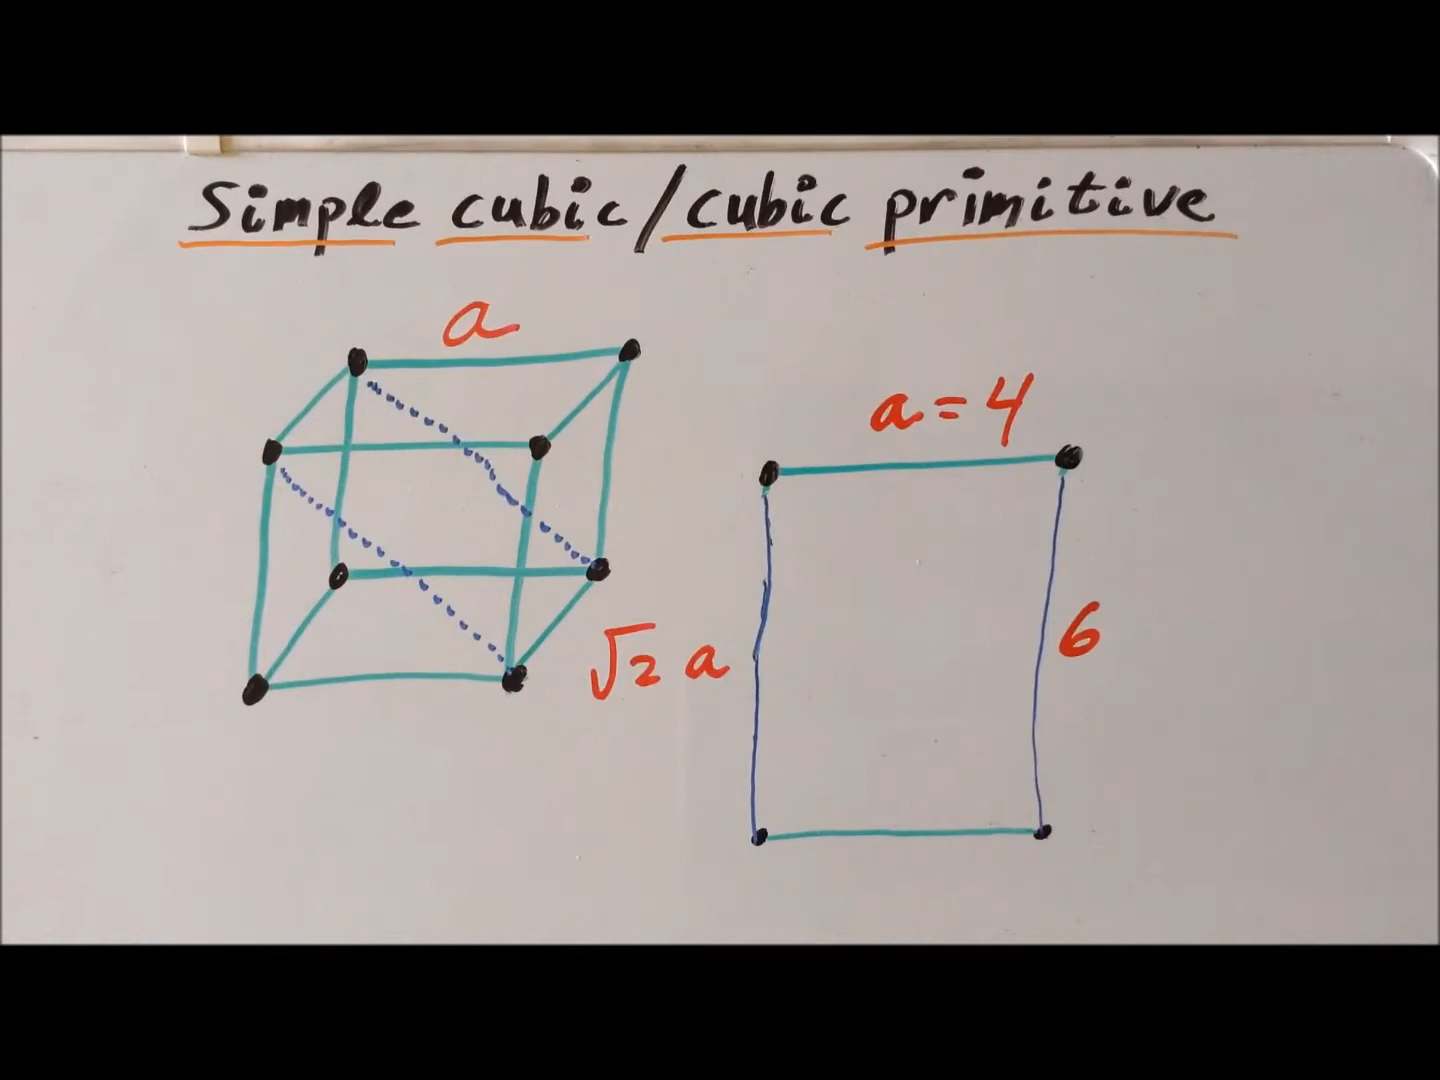 Simple cubic/cubic primitive
a
a = 4
6
√2 a